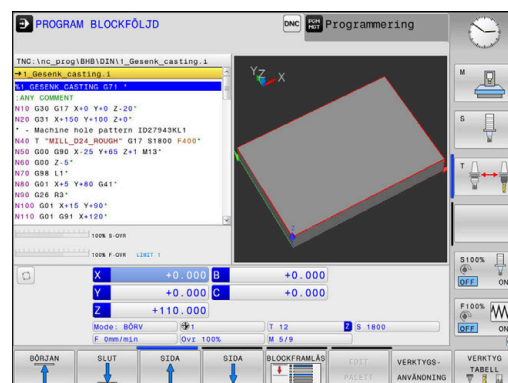 PROGRAM BLOCKFÖLJD
DNC
PGM MGT
Programmering
TNC:\nc_prog\BHB\DIN\1_Gesenk_casting.i
→1_Gesenk_casting.i
%1_GESENK_CASTING G71 *
;ANY COMMENT
N10 G30 G17 X+0 Y+0 Z-20*
N20 G31 X+150 Y+100 Z+0*
* - Machine hole pattern ID27943KL1
N40 T "MILL_D24_ROUGH" G17 S1800 F400*
N50 G00 G90 X-25 Y+65 Z+1 M13*
N60 G00 Z-5*
N70 G98 L1*
N80 G01 X+5 Y+80 G41*
N90 G26 R3*
N100 G01 X+15 Y+90*
N110 G01 G91 X+120*
Y Z X
Z
100% S-OVR
100% F-OVR LIMIT 1
X +0.000 B +0.000
Y +0.000 C +0.000
Z +110.000
Mode: BÖRV 1 T 12 Z S 1800
F 0mm/min Ovr 100% M 5/9
M
S
T
S100%
OFF ON
F100%
OFF ON
BÖRJAN
SLUT
SIDA
SIDA
BLOCKFRAMLÄS
EDIT PALETT
VERKTYGS-ANVÄNDNING
VERKTYG TABELL